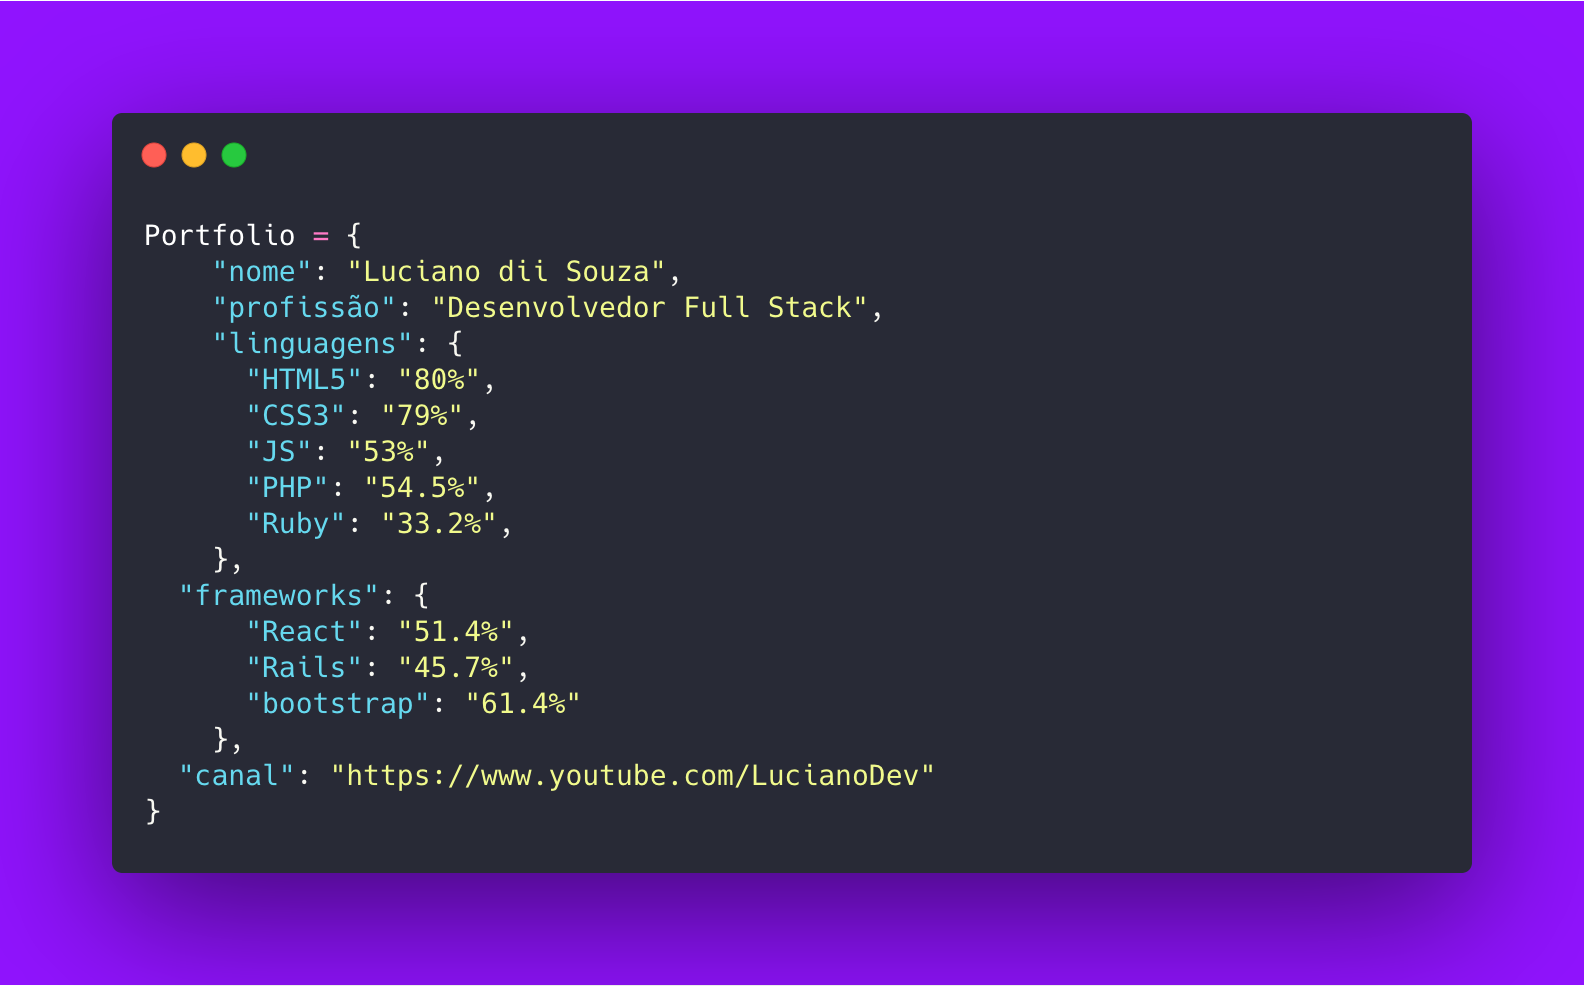 Portfolio = {
    "nome": "Luciano dii Souza",
    "profissão": "Desenvolvedor Full Stack",
    "linguagens": {
      "HTML5": "80%",
      "CSS3": "79%",
      "JS": "53%",
      "PHP": "54.5%",
      "Ruby": "33.2%",
    },
  "frameworks": {
      "React": "51.4%",
      "Rails": "45.7%",
      "bootstrap": "61.4%"
    },
  "canal": "https://www.youtube.com/LucianoDev"
}